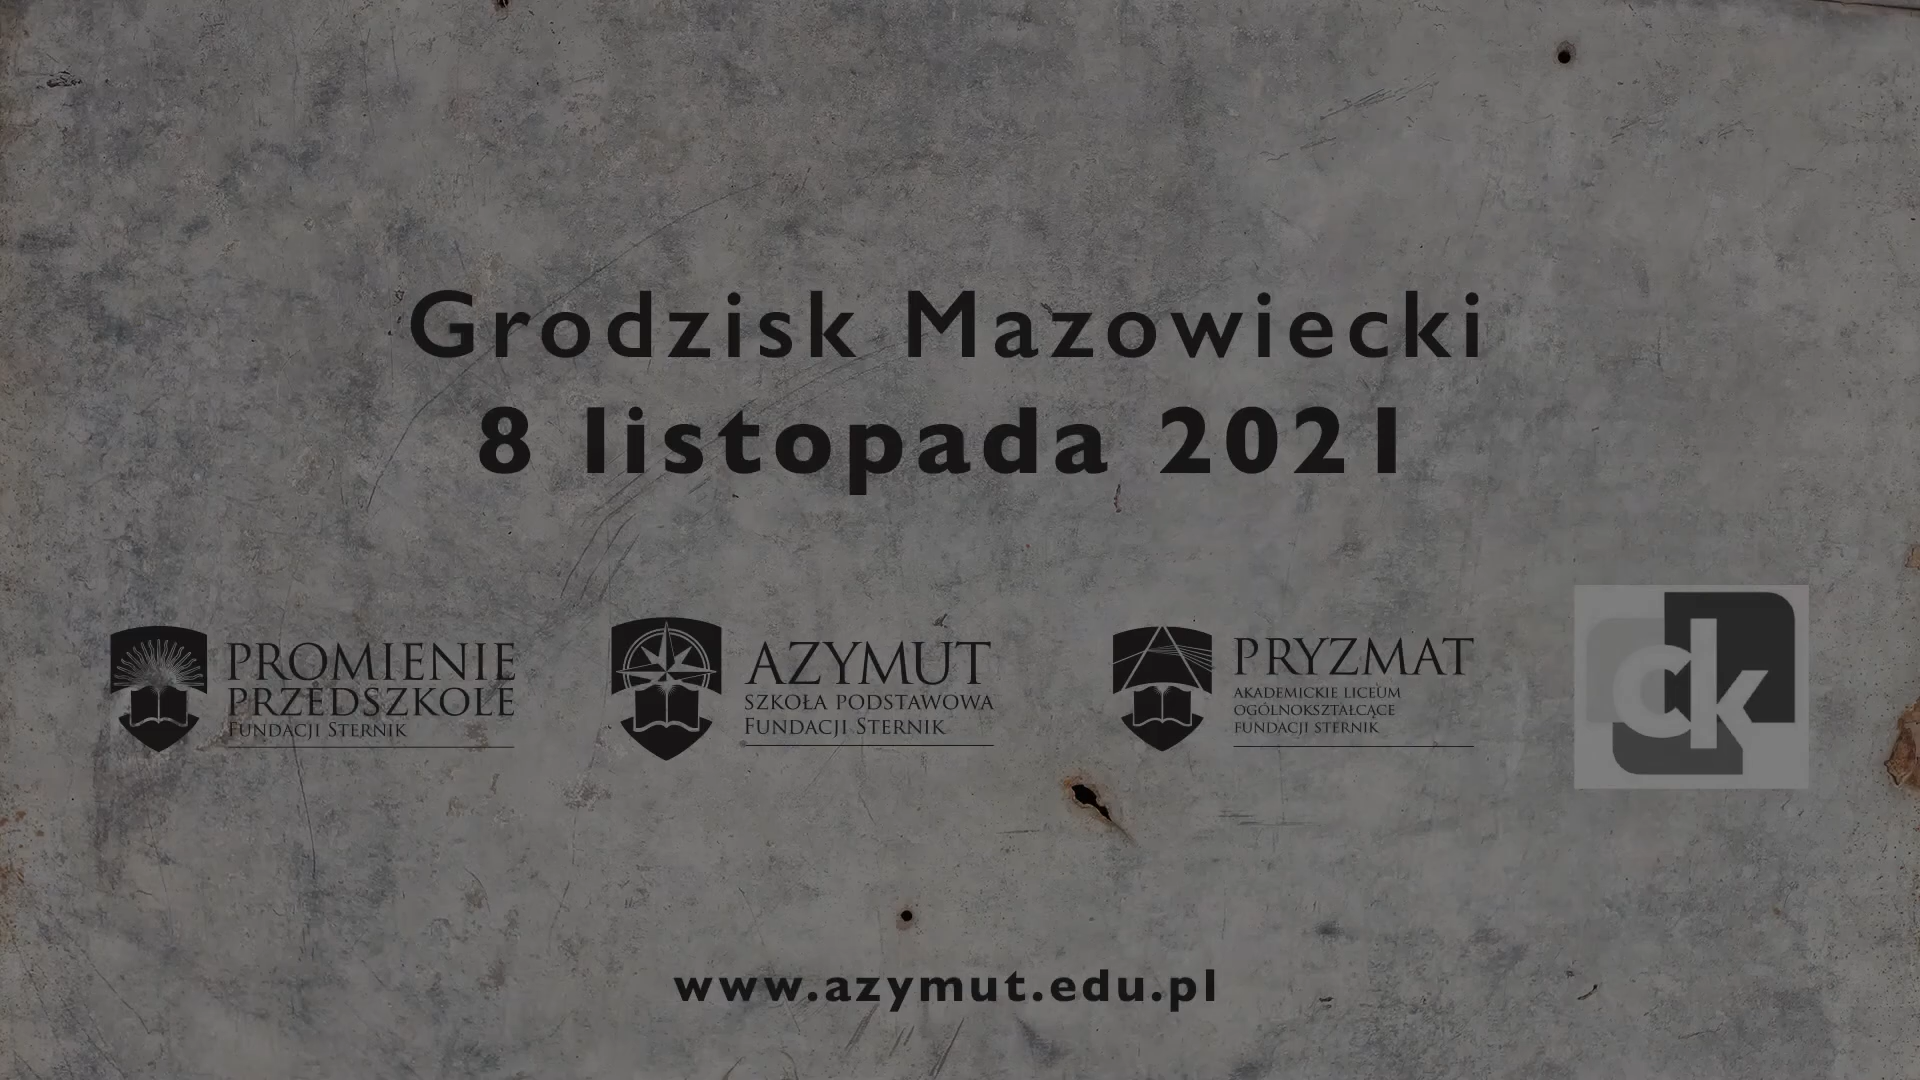 Grodzisk Mazowiecki
8 listopada 2021
PROMIENIE
PRZEDSZKOLE
FUNDACJI STERNIK
AZYMUT
SZKOŁA PODSTAWOWA
FUNDACJI STERNIK
PRYZMAT
AKADEMICKIE LICEUM
OGÓLNOKSZTAŁCĄCE
FUNDACJI STERNIK
ck
www.azymut.edu.pl